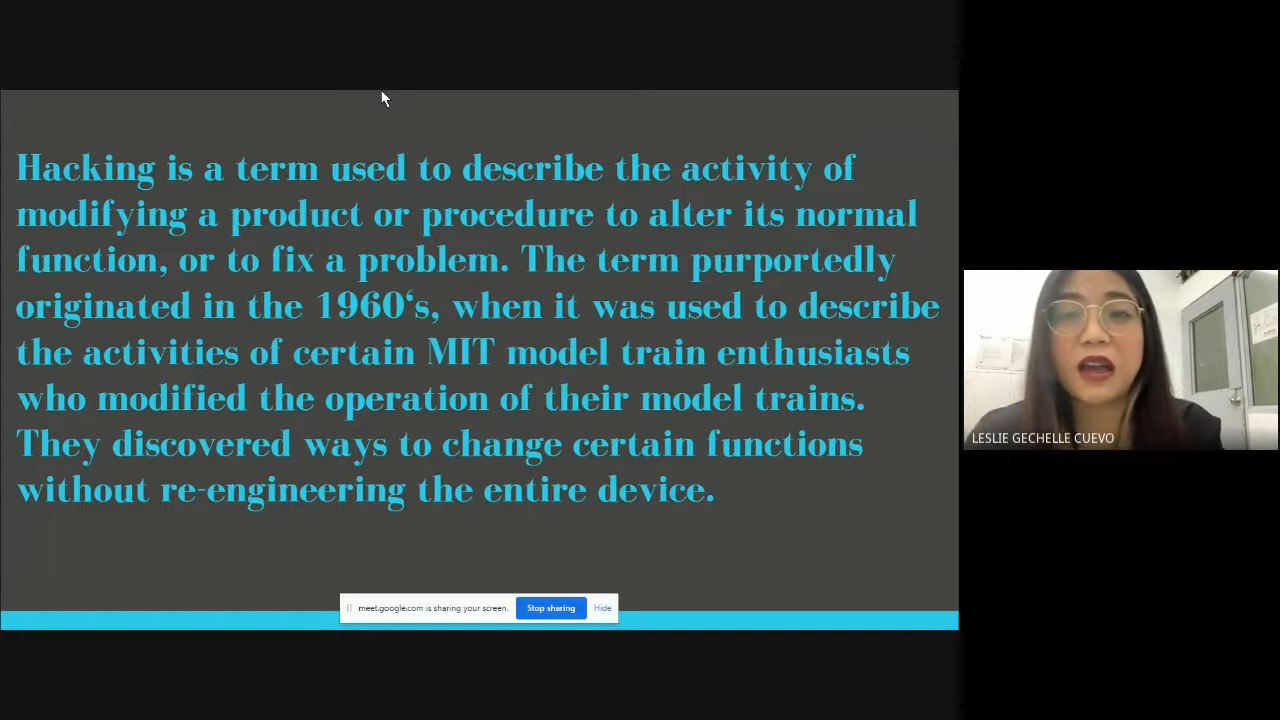 Hacking is a term used to describe the activity of
modifying a product or procedure to alter its normal
function, or to fix a problem. The term purportedly
originated in the 1960‘s, when it was used to describe
the activities of certain MIT model train enthusiasts
who modified the operation of their model trains.
They discovered ways to change certain functions
without re-engineering the entire device.
meet.google.com is sharing your screen.
Stop sharing
Hide
LESLIE GECHELLE CUEVO